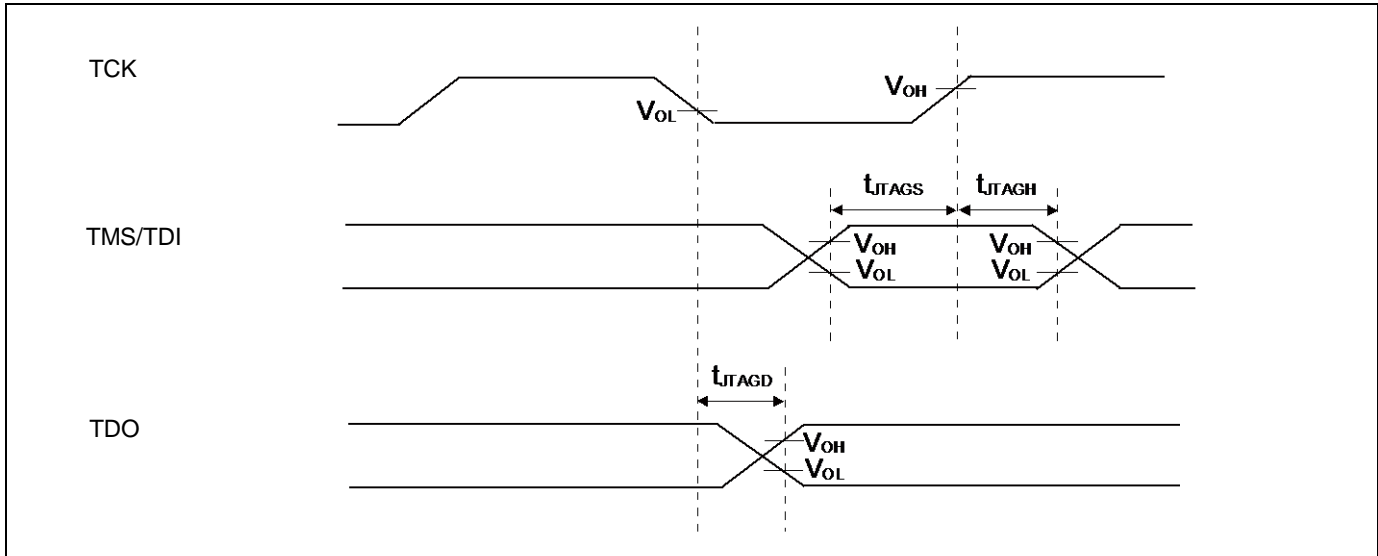 TCK
VOH
VOL
tJTAGS tJTAGH
TMS/TDI
VOH VOH
VOL VOL
tJTAGD
TDO
VOH
VOL